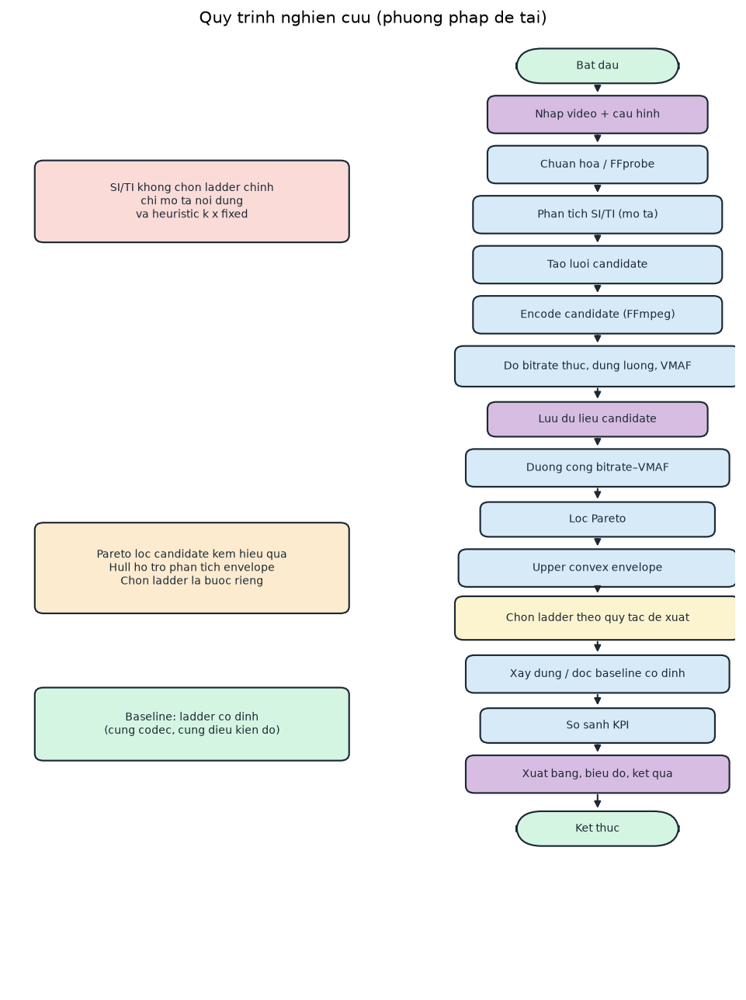 Quy trinh nghien cuu (phuong phap de tai)
Bat dau
Nhap video + cau hinh
Chuan hoa / FFprobe
Phan tich SI/TI (mo ta)
Tao luoi candidate
Encode candidate (FFmpeg)
Do bitrate thuc, dung luong, VMAF
Luu du lieu candidate
Duong cong bitrate–VMAF
Loc Pareto
Upper convex envelope
Chon ladder theo quy tac de xuat
Xay dung / doc baseline co dinh
So sanh KPI
Xuat bang, bieu do, ket qua
Ket thuc
SI/TI khong chon ladder chinh
chi mo ta noi dung
va heuristic k x fixed
Pareto loc candidate kem hieu qua
Hull ho tro phan tich envelope
Chon ladder la buoc rieng
Baseline: ladder co dinh
(cung codec, cung dieu kien do)